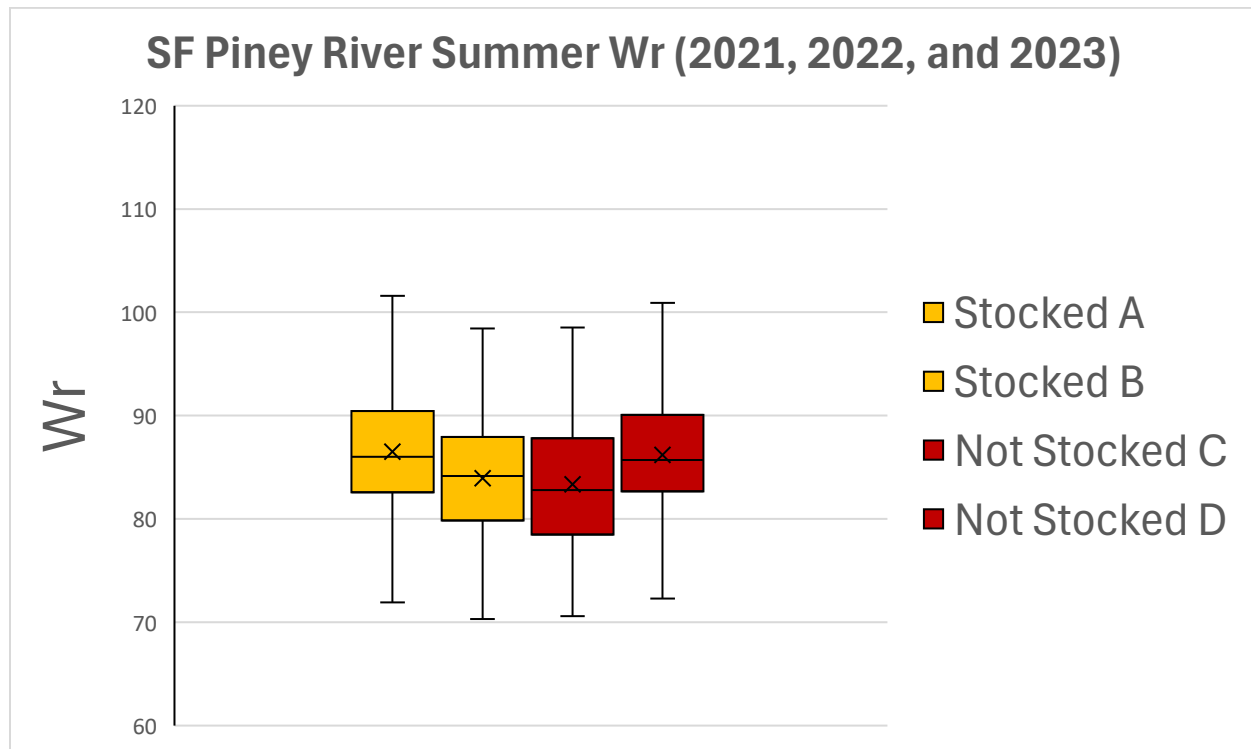 SF Piney River Summer Wr (2021, 2022, and 2023)
120
110
100
90
80
70
60
Wr
Stocked A
Stocked B
Not Stocked C
Not Stocked D